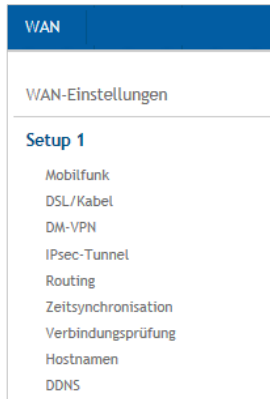 WAN
WAN-Einstellungen
Setup 1
Mobilfunk
DSL/Kabel
DM-VPN
IPsec-Tunnel
Routing
Zeitsynchronisation
Verbindungsprüfung
Hostnamen
DDNS